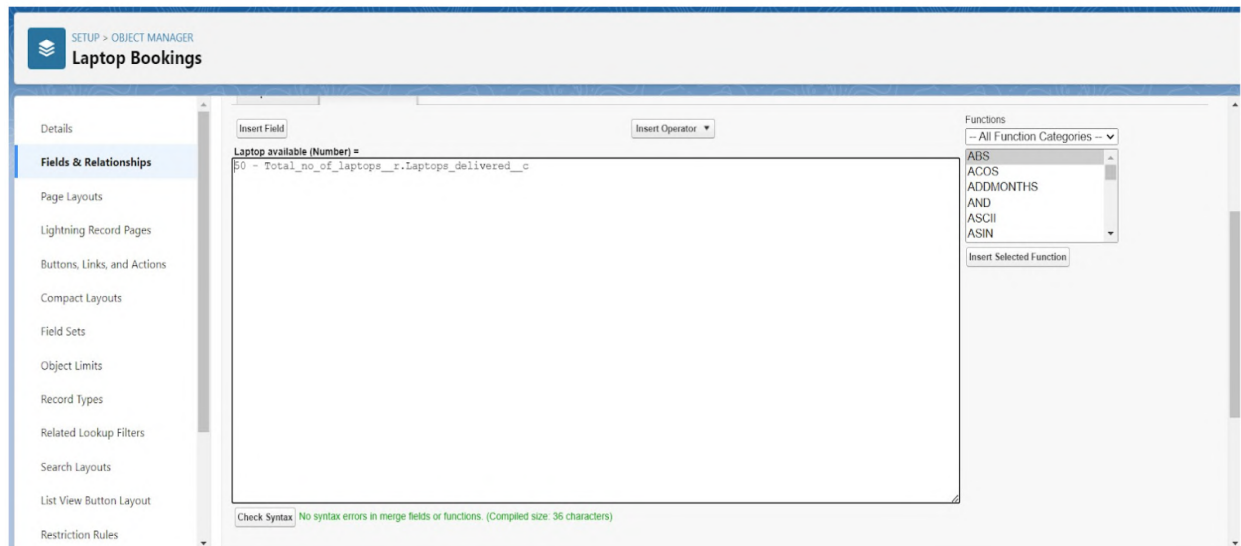 SETUP > OBJECT MANAGER
Laptop Bookings
Details
Fields & Relationships
Page Layouts
Lightning Record Pages
Buttons, Links, and Actions
Compact Layouts
Field Sets
Object Limits
Record Types
Related Lookup Filters
Search Layouts
List View Button Layout
Restriction Rules
Insert Field
Insert Operator
Laptop available (Number) =
50 - Total_no_of_laptops__r.Laptops_delivered__c
Check Syntax No syntax errors in merge fields or functions. (Compiled size: 36 characters)
Functions
-- All Function Categories --
ABS
ACOS
ADDMONTHS
AND
ASCII
ASIN
Insert Selected Function